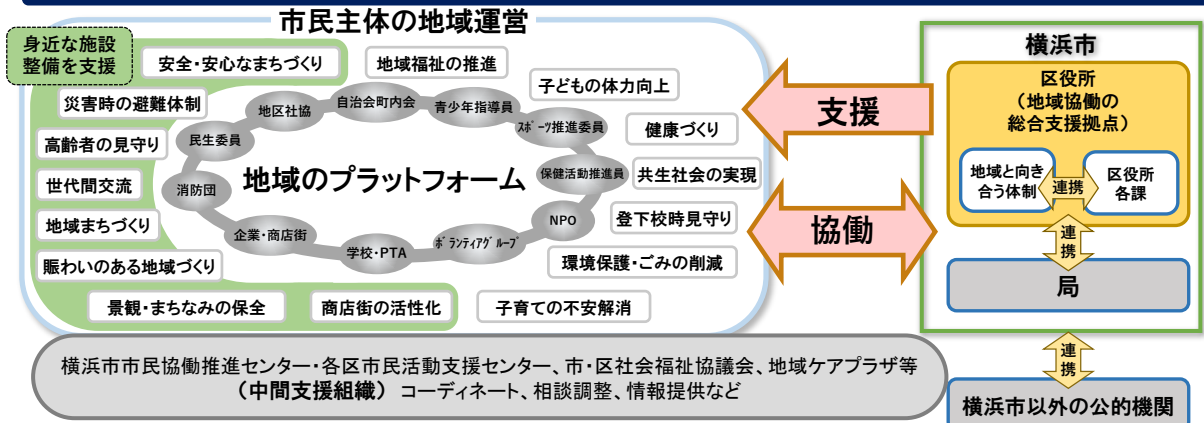 市民主体の地域運営
身近な施設
整備を支援
安全・安心なまちづくり
地域福祉の推進
子どもの体力向上
災害時の避難体制
健康づくり
高齢者の見守り
共生社会の実現
世代間交流
登下校時見守り
地域まちづくり
環境保護・ごみの削減
賑わいのある地域づくり
景観・まちなみの保全
商店街の活性化
子育ての不安解消
地区社協
自治会町内会
青少年指導員
スポーツ推進委員
民生委員
保健活動推進員
消防団
地域のプラットフォーム
NPO
企業・商店街
学校・PTA
ボランティアグループ
支援
協働
横浜市
区役所
（地域協働の
総合支援拠点）
地域と向き
合う体制
連携
区役所
各課
連携
局
連携
横浜市以外の公的機関
横浜市市民協働推進センター・各区市民活動支援センター、市・区社会福祉協議会、地域ケアプラザ等
（中間支援組織） コーディネート、相談調整、情報提供など